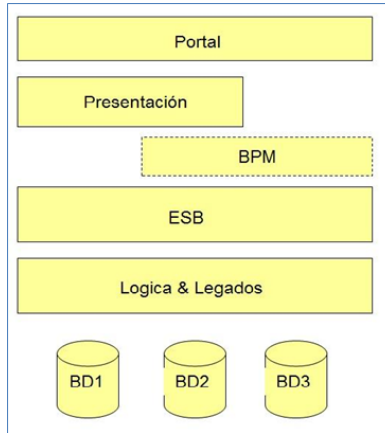 Portal
Presentación
BPM
ESB
Logica & Legados
BD1 BD2 BD3